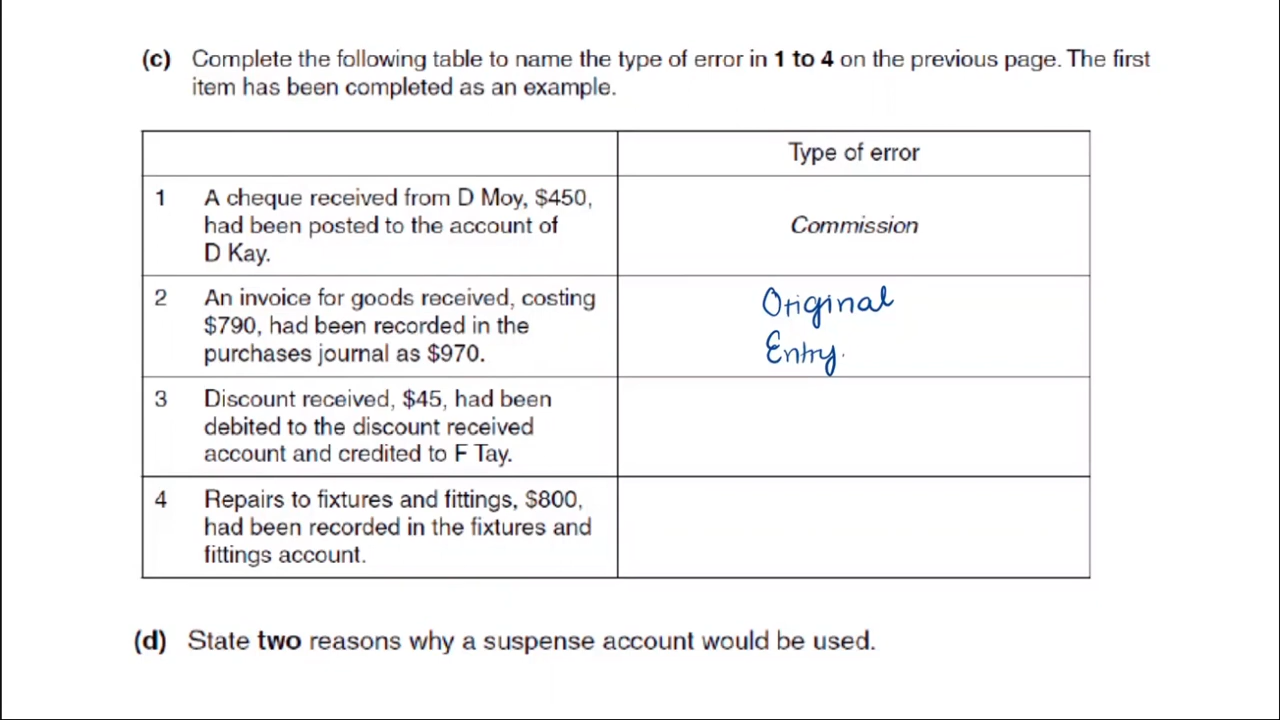 (c) Complete the following table to name the type of error in 1 to 4 on the previous page. The first
item has been completed as an example.
Type of error
1 A cheque received from D Moy, $450,
had been posted to the account of
D Kay.
Commission
2 An invoice for goods received, costing
$790, had been recorded in the
purchases journal as $970.
Original
Entry.
3 Discount received, $45, had been
debited to the discount received
account and credited to F Tay.
4 Repairs to fixtures and fittings, $800,
had been recorded in the fixtures and
fittings account.
(d) State two reasons why a suspense account would be used.